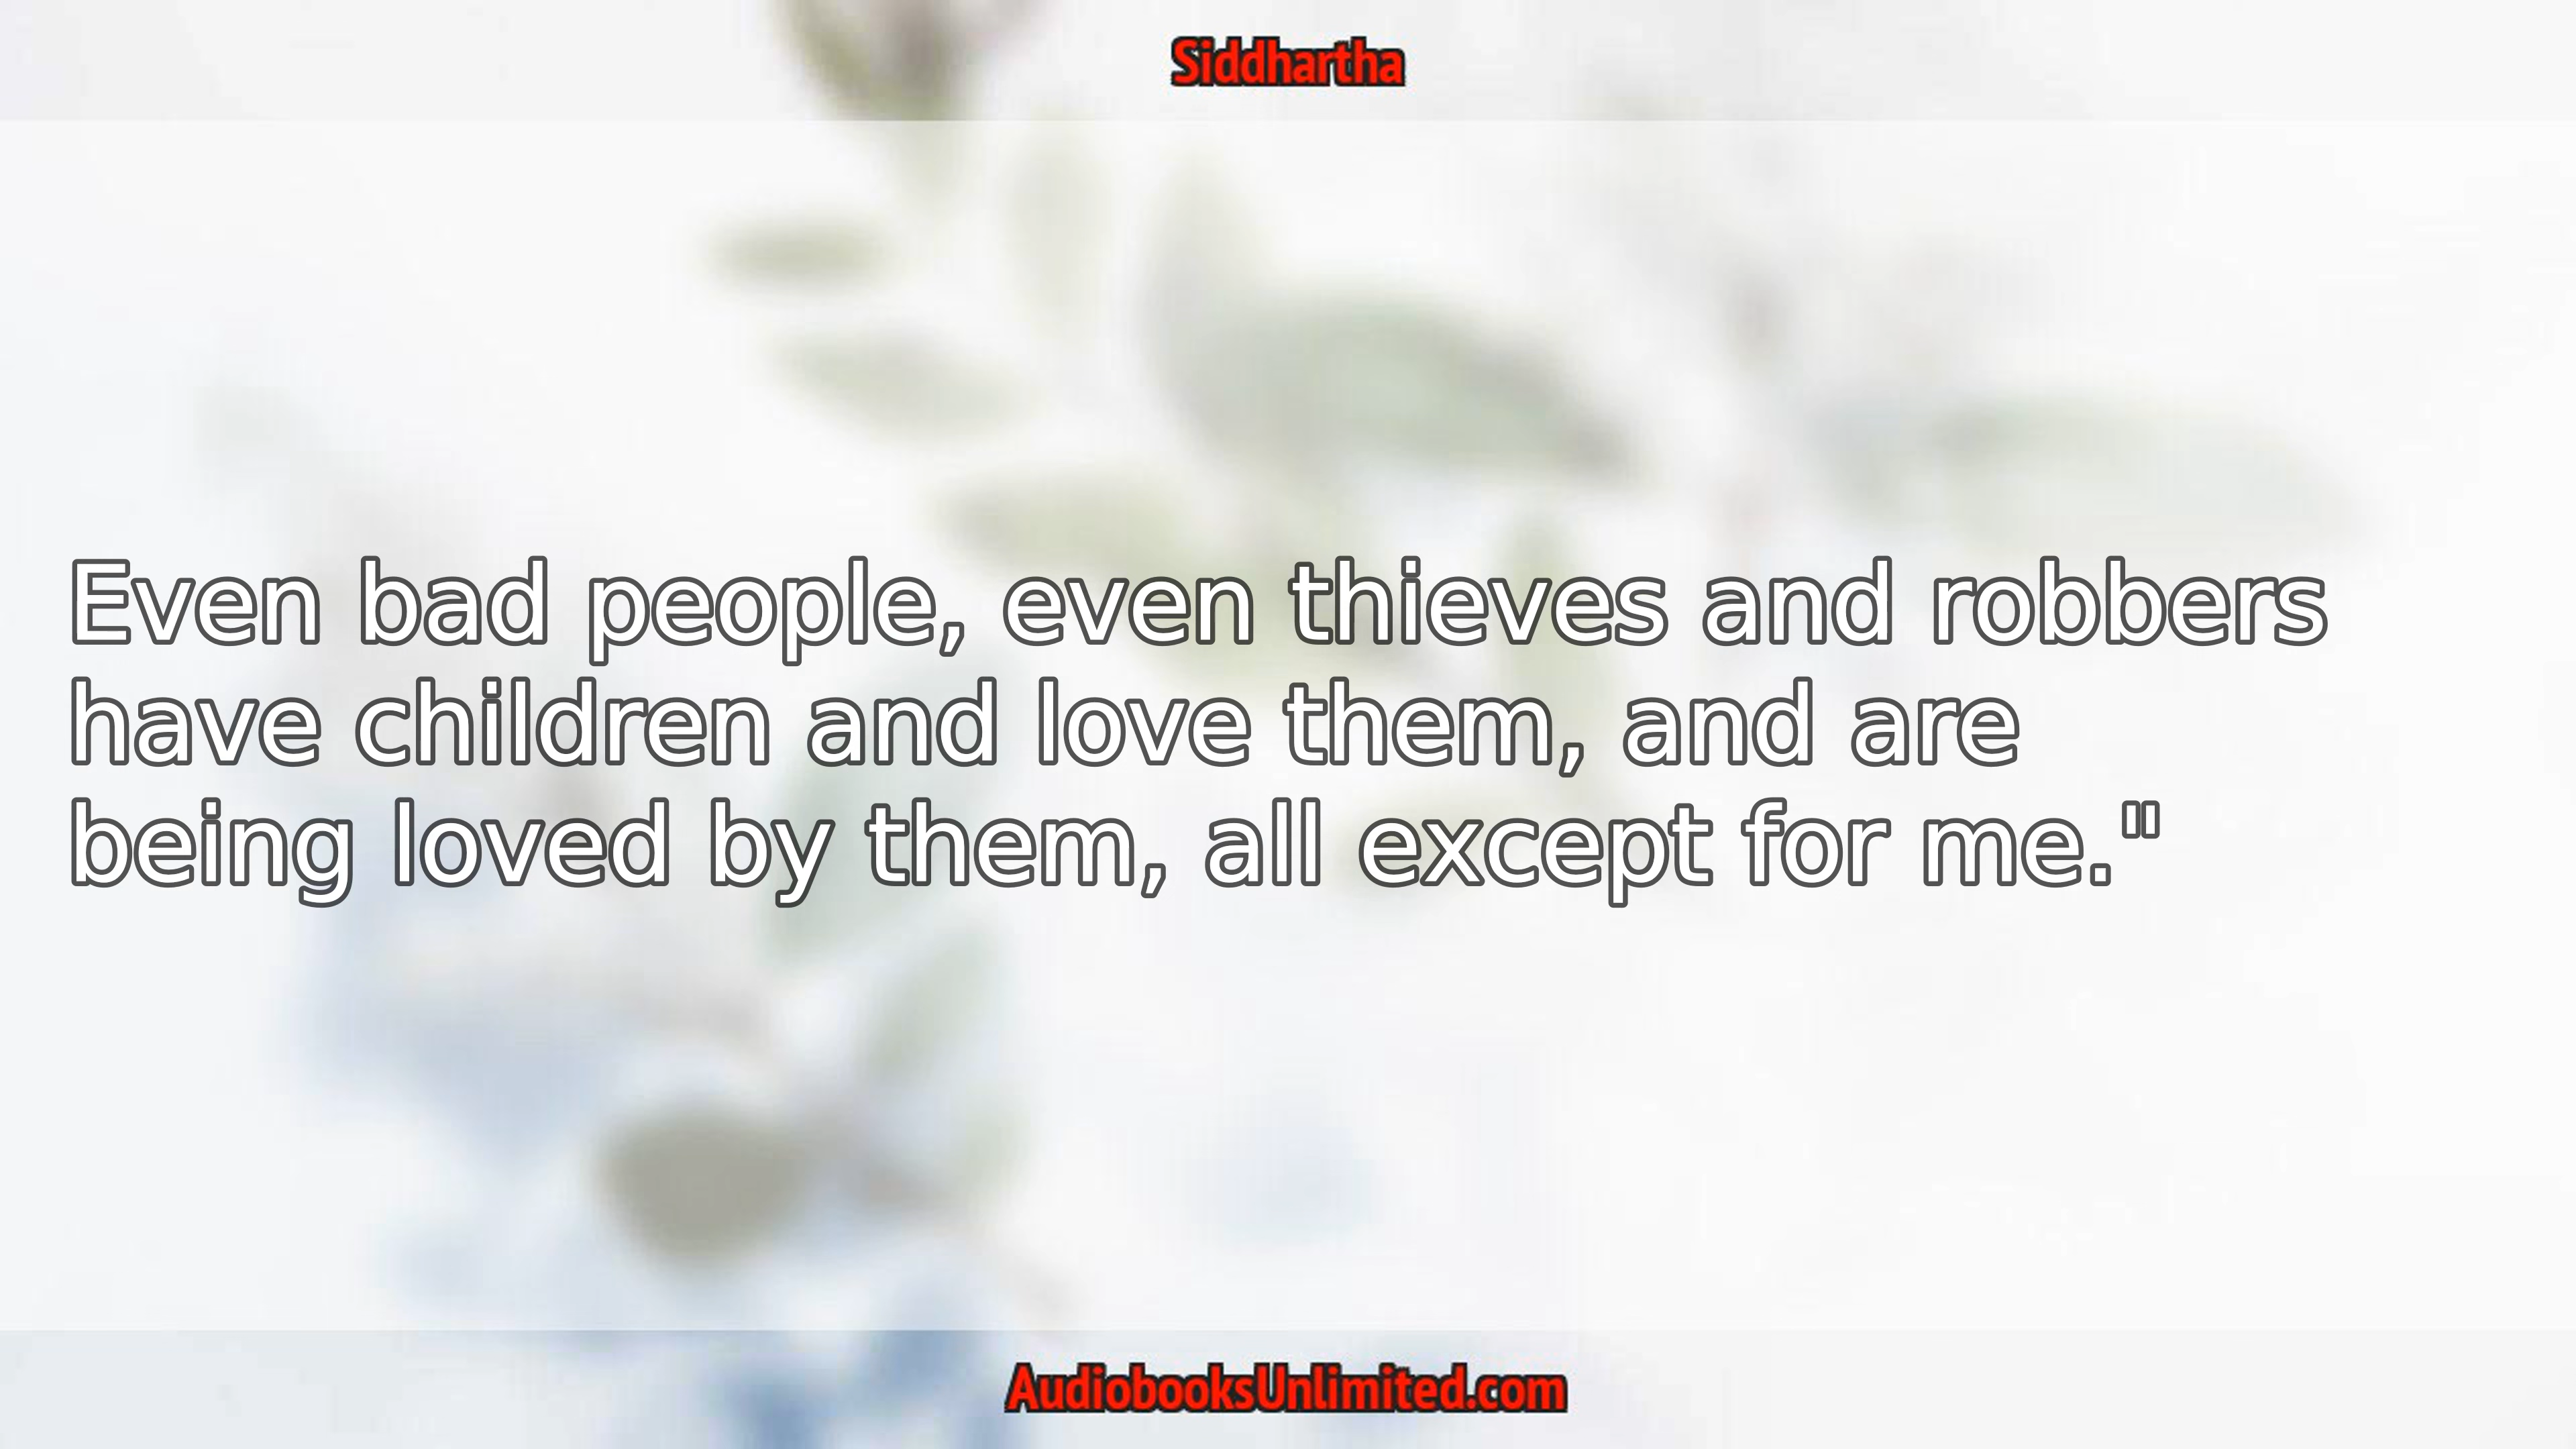 Siddhartha
Even bad people, even thieves and robbers
have children and love them, and are
being loved by them, all except for me."
AudiobooksUnlimited.com